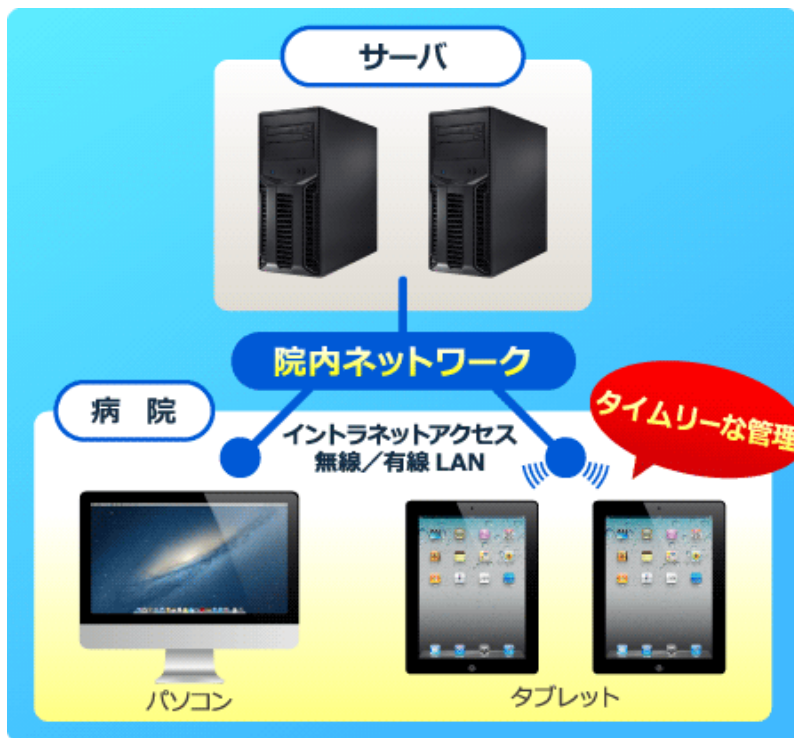 サーバ
院内ネットワーク
病 院
タイムリーな管理
イントラネットアクセス
無線／有線 LAN
パソコン
タブレット